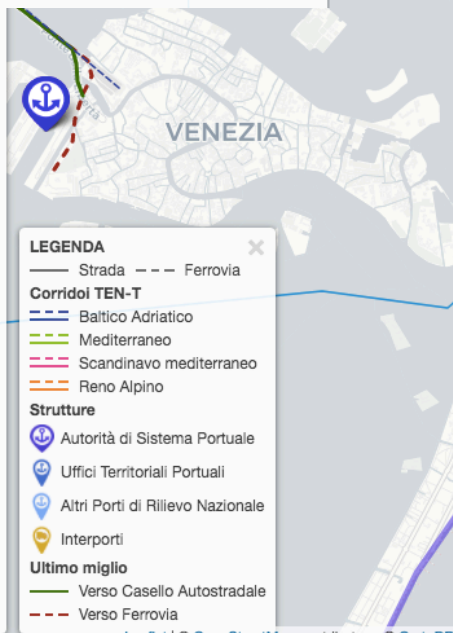 VENEZIA
LEGENDA
Strada Ferrovia
Corridoi TEN-T
Baltico Adriatico
Mediterraneo
Scandinavo mediterraneo
Reno Alpino
Strutture
Autorità di Sistema Portuale
Uffici Territoriali Portuali
Altri Porti di Rilievo Nazionale
Interporti
Ultimo miglio
Verso Casello Autostradale
Verso Ferrovia